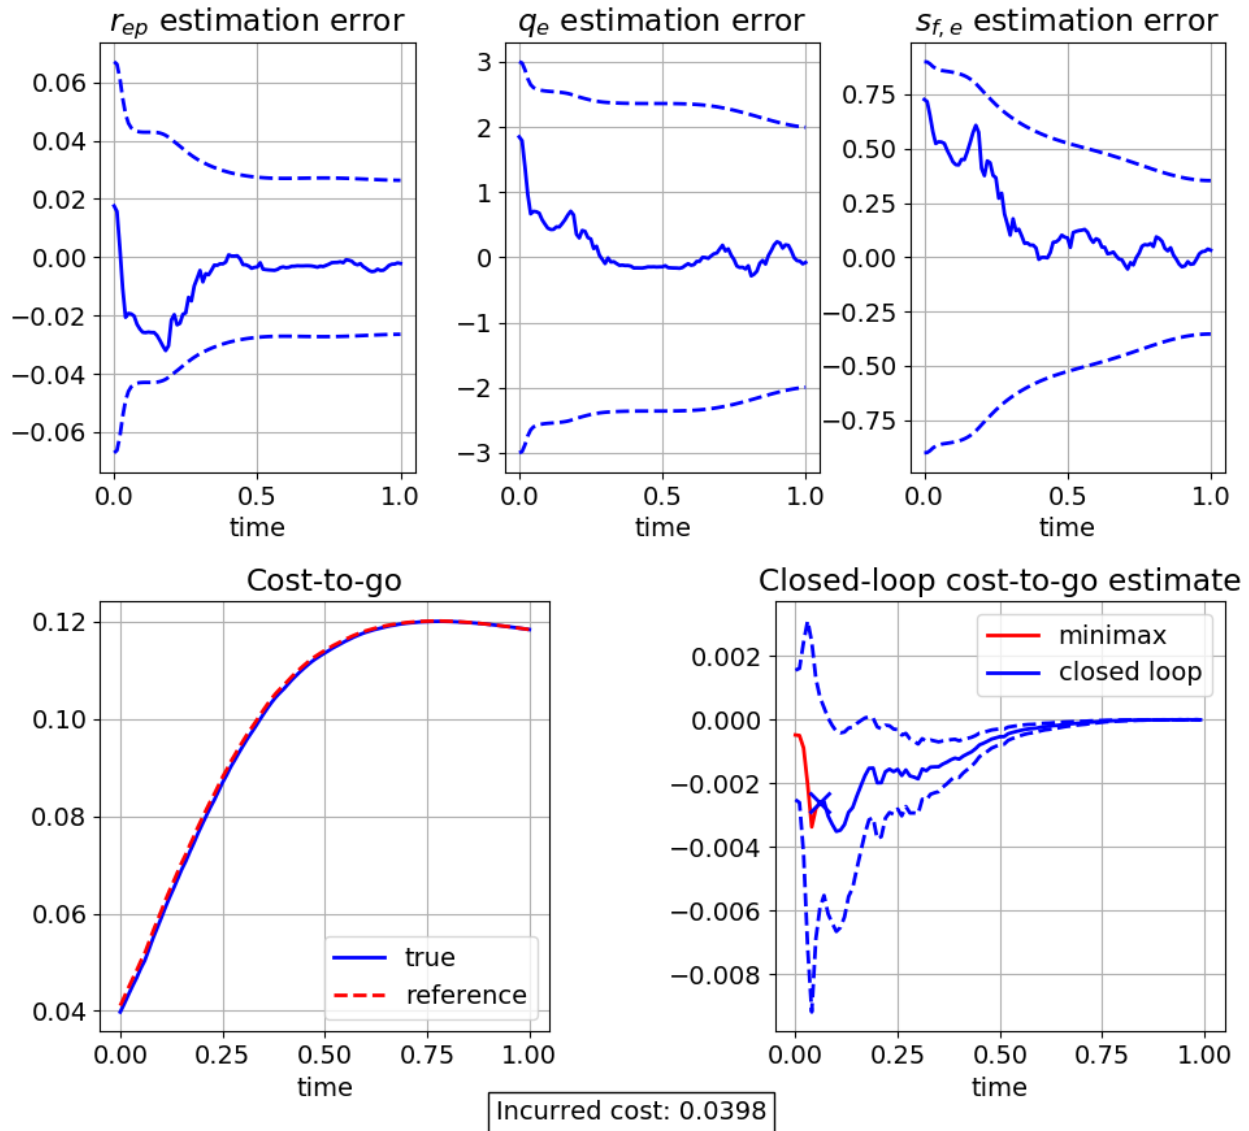 r_ep estimation error
q_e estimation error
s_f,e estimation error
0.06
0.04
0.02
0.00
−0.02
−0.04
−0.06
0.0 0.5 1.0
time
3
2
1
0
−1
−2
−3
0.0 0.5 1.0
time
0.75
0.50
0.25
0.00
−0.25
−0.50
−0.75
0.0 0.5 1.0
time
Cost-to-go
0.12
0.10
0.08
0.06
0.04
true
reference
0.00 0.25 0.50 0.75 1.00
time
Closed-loop cost-to-go estimate
minimax
closed loop
0.002
0.000
−0.002
−0.004
−0.006
−0.008
0.00 0.25 0.50 0.75 1.00
time
Incurred cost: 0.0398